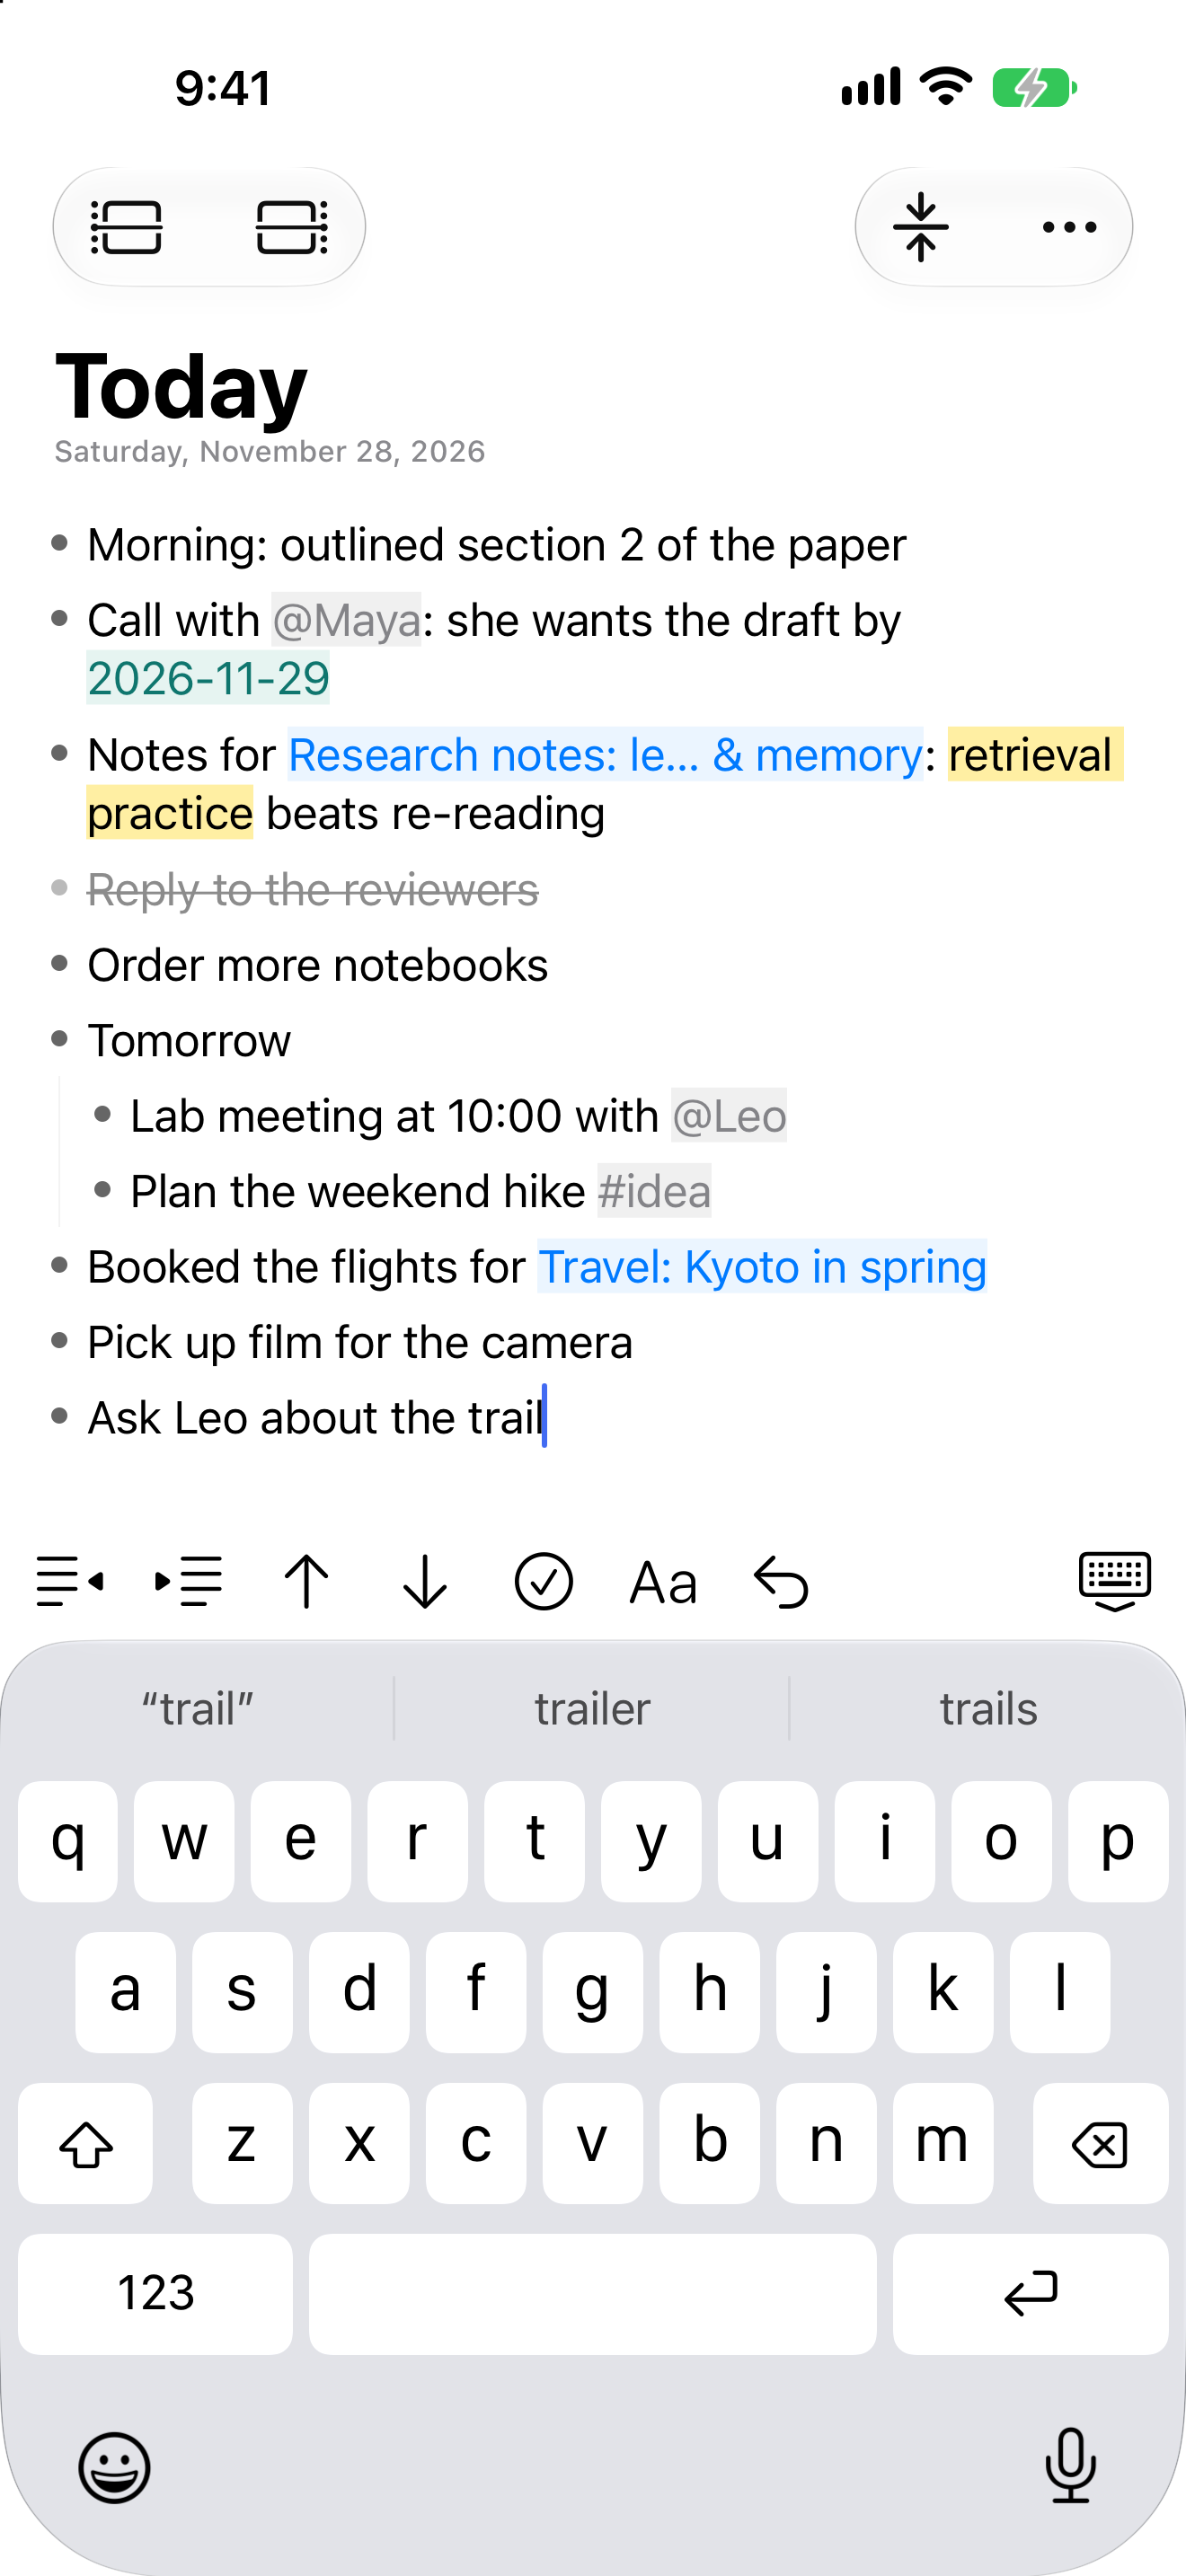 9:41
Today
Saturday, November 28, 2026
Morning: outlined section 2 of the paper
Call with @Maya: she wants the draft by
2026-11-29
Notes for Research notes: le... & memory: retrieval
practice beats re-reading
Reply to the reviewers
Order more notebooks
Tomorrow
Lab meeting at 10:00 with @Leo
Plan the weekend hike #idea
Booked the flights for Travel: Kyoto in spring
Pick up film for the camera
Ask Leo about the trail
Aa
“trail” trailer trails
q w e r t y u i o p
a s d f g h j k l
z x c v b n m
123